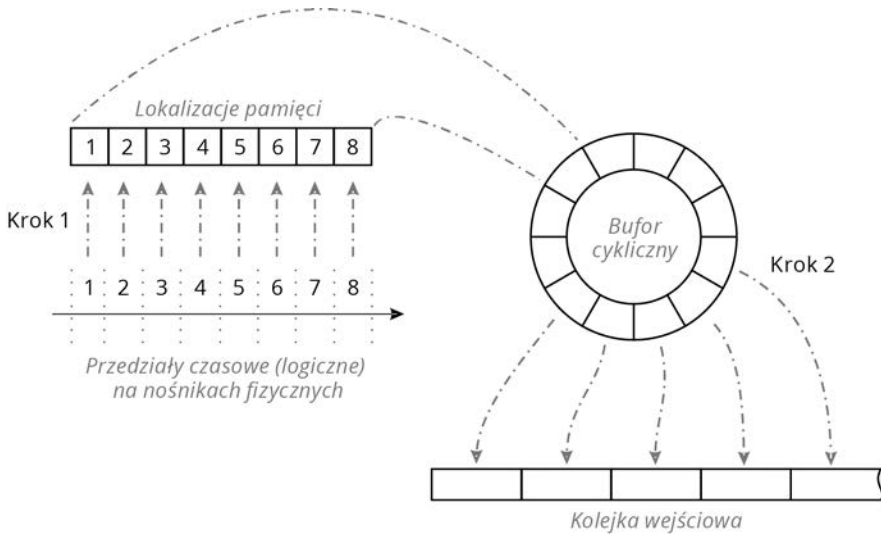 Lokalizacje pamięci
1 2 3 4 5 6 7 8
Krok 1
1 2 3 4 5 6 7 8
Przedziały czasowe (logiczne)
na nośnikach fizycznych
Bufor
cykliczny
Krok 2
Kolejka wejściowa